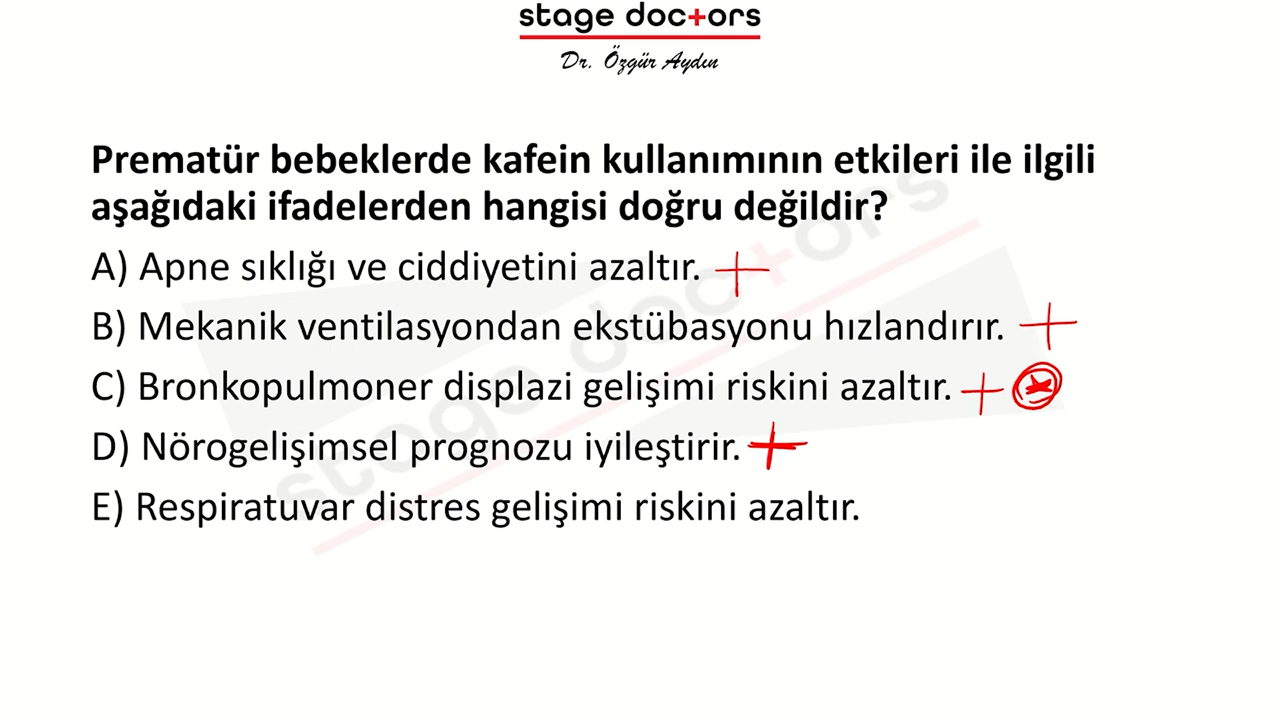 stage doctors
Dr. Özgür Aydın
Prematür bebeklerde kafein kullanımının etkileri ile ilgili
aşağıdaki ifadelerden hangisi doğru değildir?
A) Apne sıklığı ve ciddiyetini azaltır. +
B) Mekanik ventilasyondan ekstübasyonu hızlandırır. +
C) Bronkopulmoner displazi gelişimi riskini azaltır. +
D) Nörogelişimsel prognozu iyileştirir. +
E) Respiratuvar distres gelişimi riskini azaltır.
stage doctors